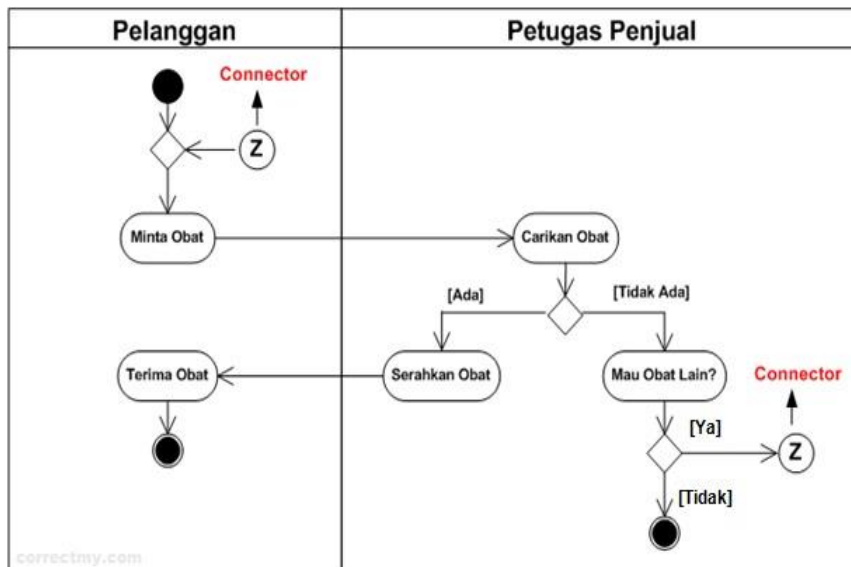 Pelanggan
Petugas Penjual
Connector
Z
Minta Obat
Carikan Obat
[Ada]
[Tidak Ada]
Terima Obat
Serahkan Obat
Mau Obat Lain?
Connector
[Ya]
Z
[Tidak]
correctmy.com